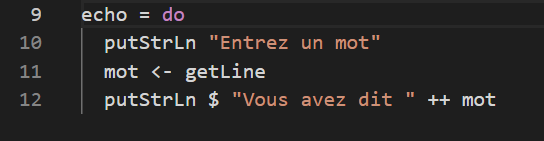 9 echo = do
10 putStrLn "Entrez un mot"
11 mot <- getLine
12 putStrLn $ "Vous avez dit " ++ mot